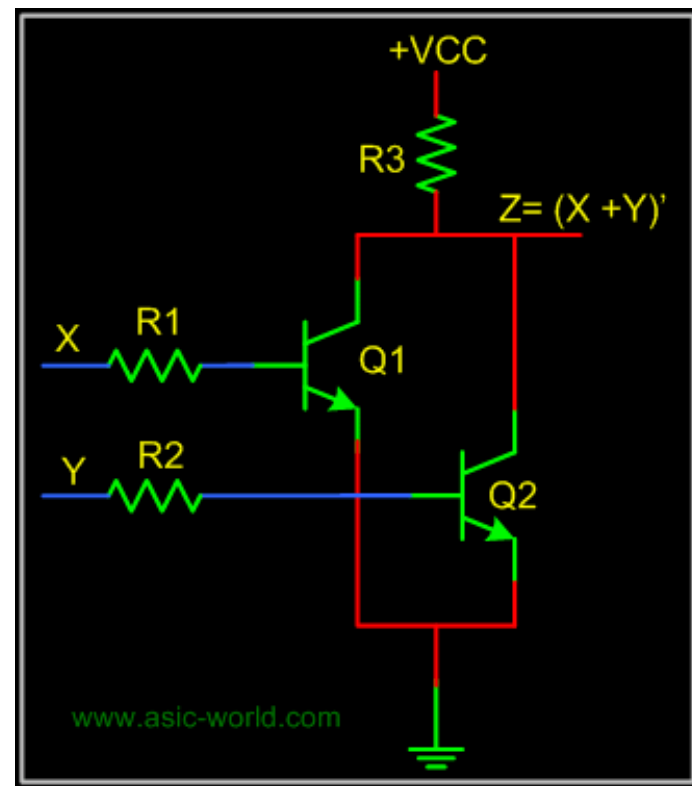 +VCC
R3
Z= (X +Y)’
R1
X
Q1
R2
Y
Q2
www.asic-world.com